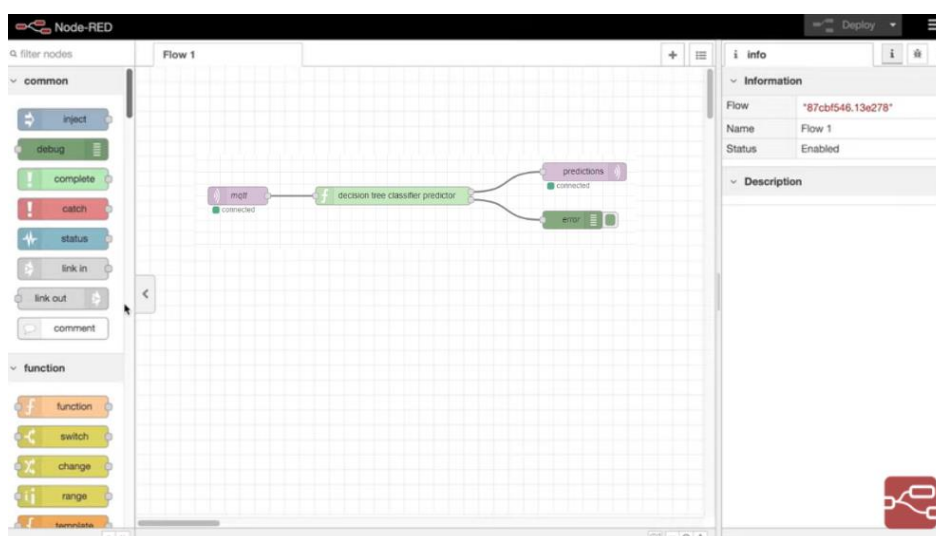 Node-RED
Deploy
filter nodes
Flow 1
i info
common
Information
inject
Flow
"87cbf546.13e278"
debug
Name
Flow 1
Status
Enabled
complete
predictions
connected
Description
catch
mqtt
connected
decision tree classifier predictor
error
status
link in
link out
comment
function
function
switch
change
range
template